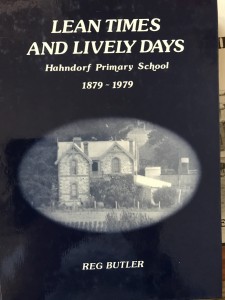 LEAN TIMES
AND LIVELY DAYS
Hahndorf Primary School
1879 - 1979
REG BUTLER